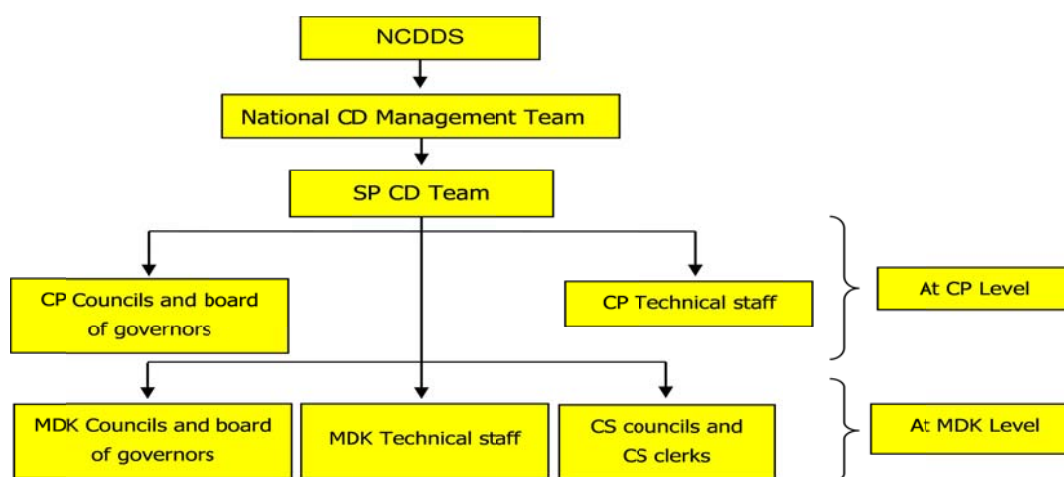 NCDDS
National CD Management Team
SP CD Team
CP Councils and board
of governors
CP Technical staff
At CP Level
MDK Councils and board
of governors
MDK Technical staff
CS councils and
CS clerks
At MDK Level